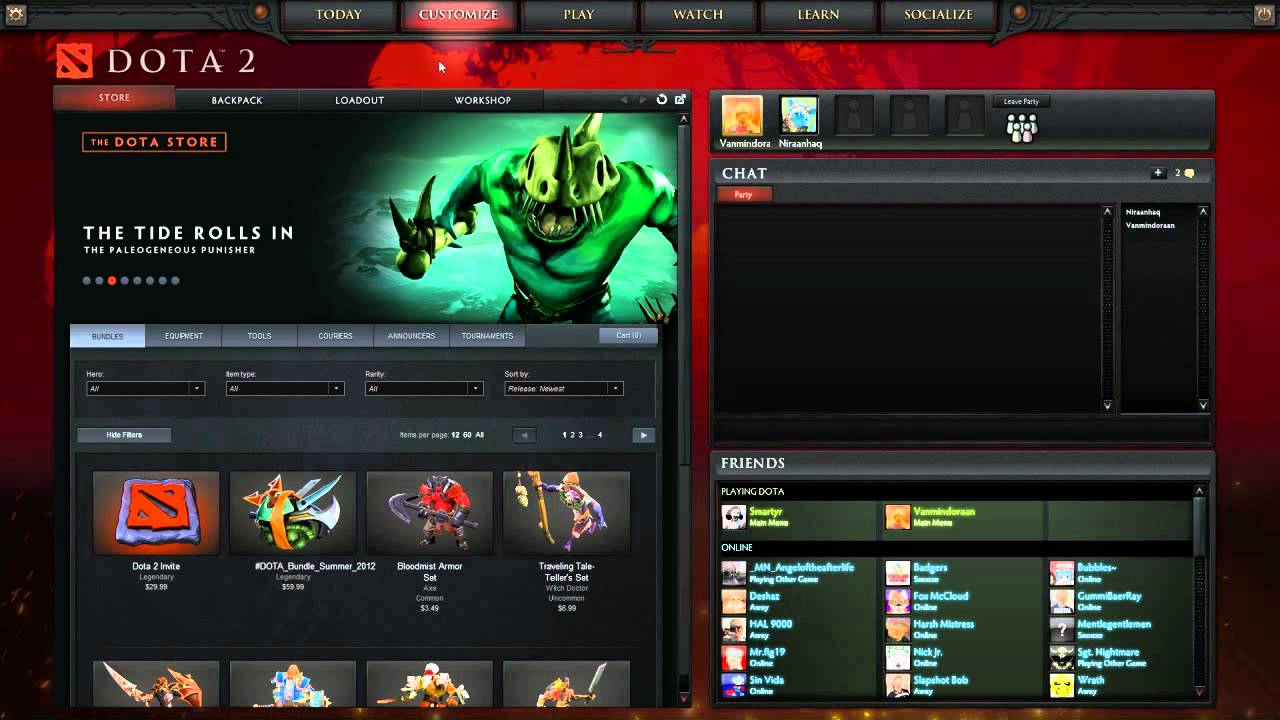 TODAY
CUSTOMIZE
PLAY
WATCH
LEARN
SOCIALIZE
DOTA™ 2
STORE
BACKPACK
LOADOUT
WORKSHOP
THE DOTA STORE
THE TIDE ROLLS IN
THE PALEOGENEOUS PUNISHER
BUNDLES
EQUIPMENT
TOOLS
COURIERS
ANNOUNCERS
TOURNAMENTS
Cart (0)
Hero:
All
Item type:
All
Rarity:
All
Sort by:
Release: Newest
Hide Filters
Items per page: 12 60 All
1 2 3 ... 4
Dota 2 Invite
Legendary
$29.99
#DOTA_Bundle_Summer_2012
Legendary
$59.99
Bloodmist Armor
Set
Axe
Common
$3.49
Traveling Tale-
Teller's Set
Witch Doctor
Uncommon
$6.99
Vanmindora
Niraanhaq
Leave Party
CHAT
+ 2
Party
Niraanhaq
Vanmindoraan
FRIENDS
PLAYING DOTA
Smartyr
Main Menu
Vanmindoraan
Main Menu
ONLINE
_MN_Angeloftheafterlife
Playing Other Game
Badgers
Snooze
Bubbles~
Online
Deshaz
Away
Fox McCloud
Online
GummiBaerRay
Online
HAL 9000
Away
Harsh Mistress
Online
Mentlegentlemen
Snooze
Mr.fig19
Online
Nick Jr.
Online
Sgt. Nightmare
Playing Other Game
Sin Vida
Online
Slapshot Bob
Away
Wrath
Away